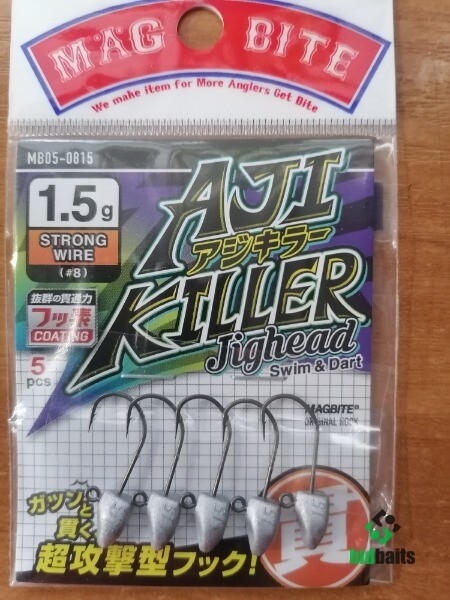 MAG BITE
We make item for More Anglers Get Bite
MB05-0815
1.5g
STRONG
WIRE
(#8)
抜群の貫通力
フッ素
COATING
5
pcs
AJI
アジキラー
KILLER
Jighead
Swim & Dart
MAGBITE®
ORIGINAL HOOK
ガツンと
貫く、
超攻撃型フック!
貫
bidbaits